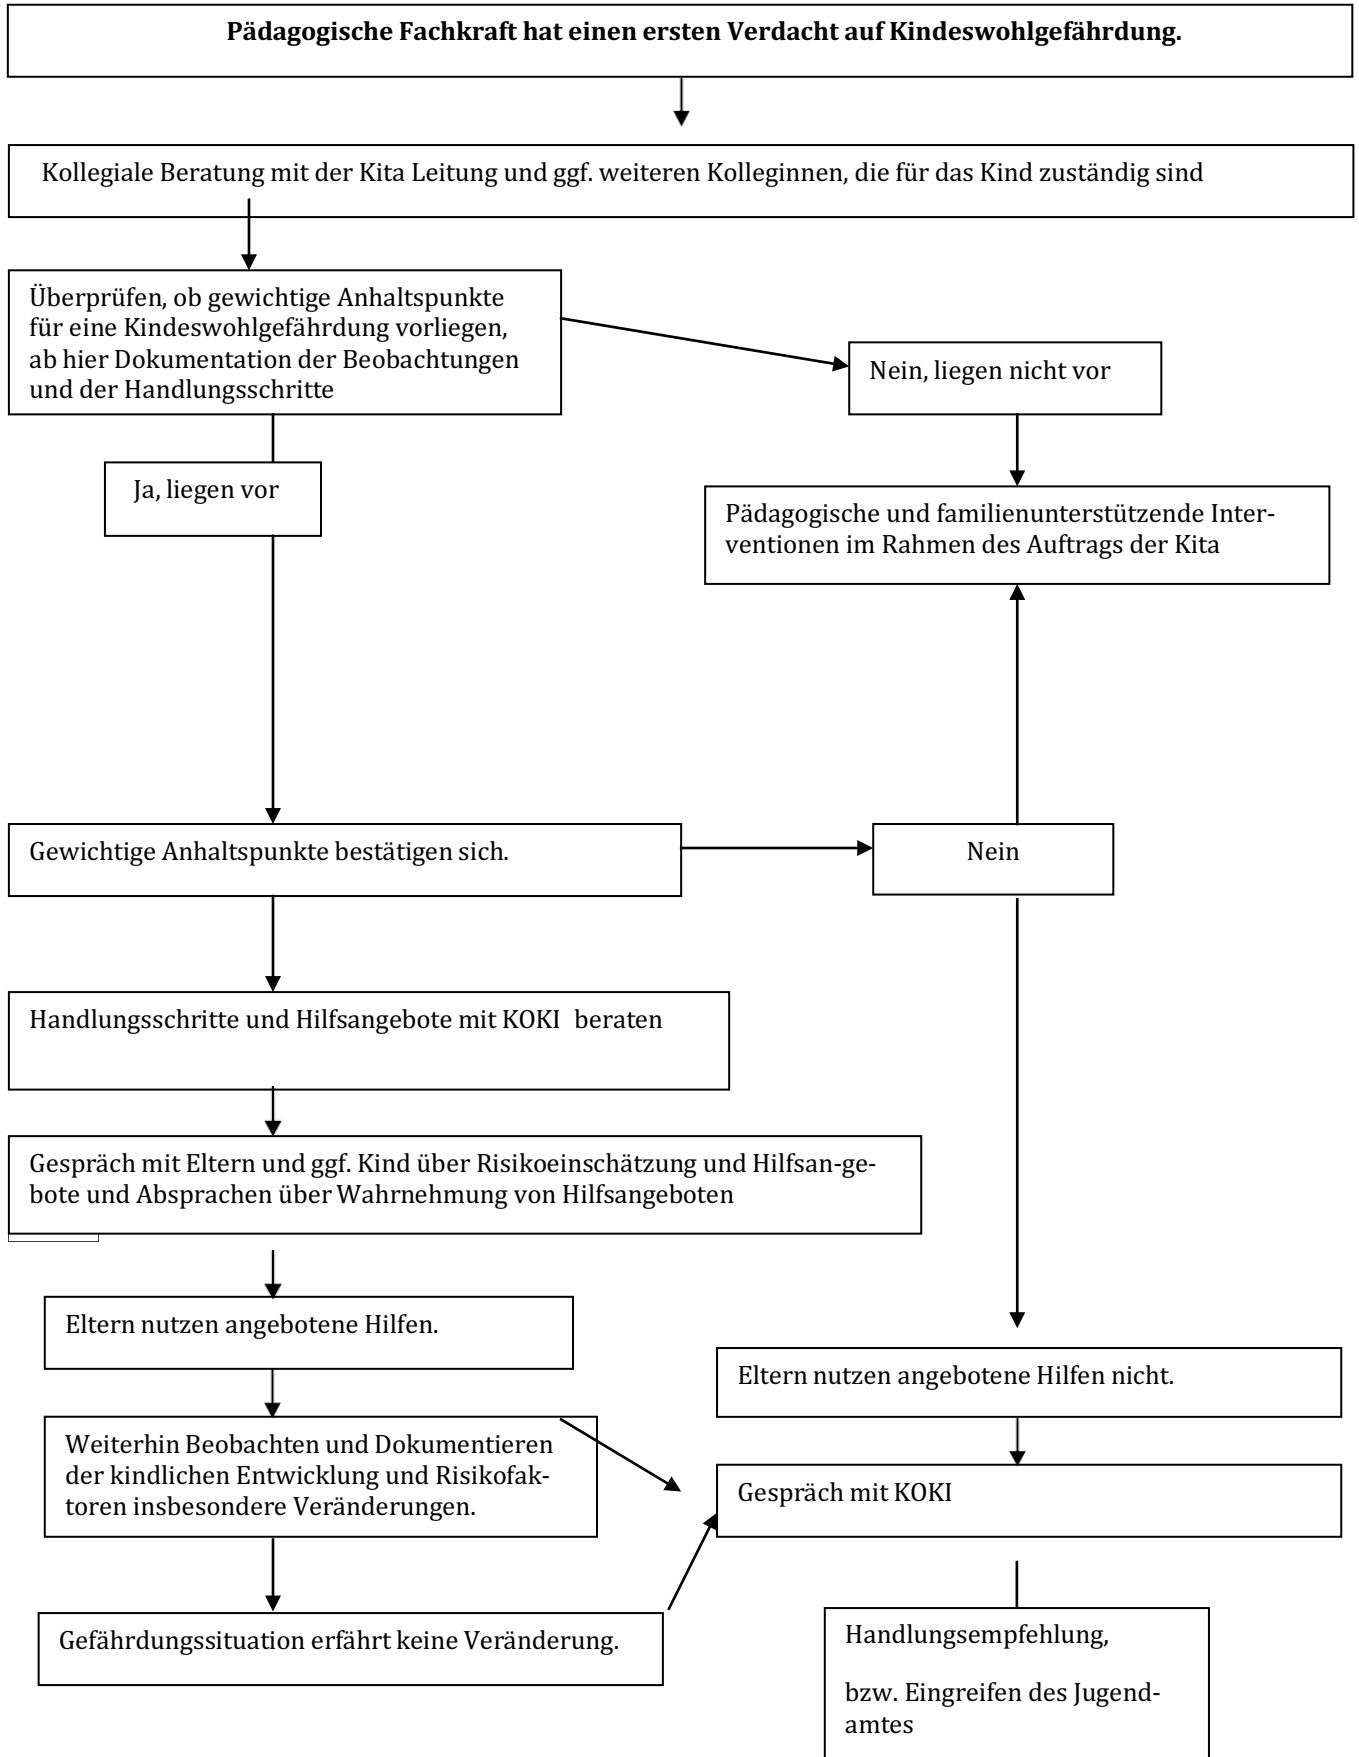 Pädagogische Fachkraft hat einen ersten Verdacht auf Kindeswohlgefährdung.
Kollegiale Beratung mit der Kita Leitung und ggf. weiteren Kolleginnen, die für das Kind zuständig sind
Überprüfen, ob gewichtige Anhaltspunkte
für eine Kindeswohlgefährdung vorliegen,
ab hier Dokumentation der Beobachtungen
und der Handlungsschritte
Nein, liegen nicht vor
Ja, liegen vor
Pädagogische und familienunterstützende Inter-
ventionen im Rahmen des Auftrags der Kita
Gewichtige Anhaltspunkte bestätigen sich.
Nein
Handlungsschritte und Hilfsangebote mit KOKI beraten
Gespräch mit Eltern und ggf. Kind über Risikoeinschätzung und Hilfsan-ge-
bote und Absprachen über Wahrnehmung von Hilfsangeboten
Eltern nutzen angebotene Hilfen.
Eltern nutzen angebotene Hilfen nicht.
Weiterhin Beobachten und Dokumentieren
der kindlichen Entwicklung und Risikofak-
toren insbesondere Veränderungen.
Gespräch mit KOKI
Gefährdungssituation erfährt keine Veränderung.
Handlungsempfehlung,
bzw. Eingreifen des Jugend-
amtes